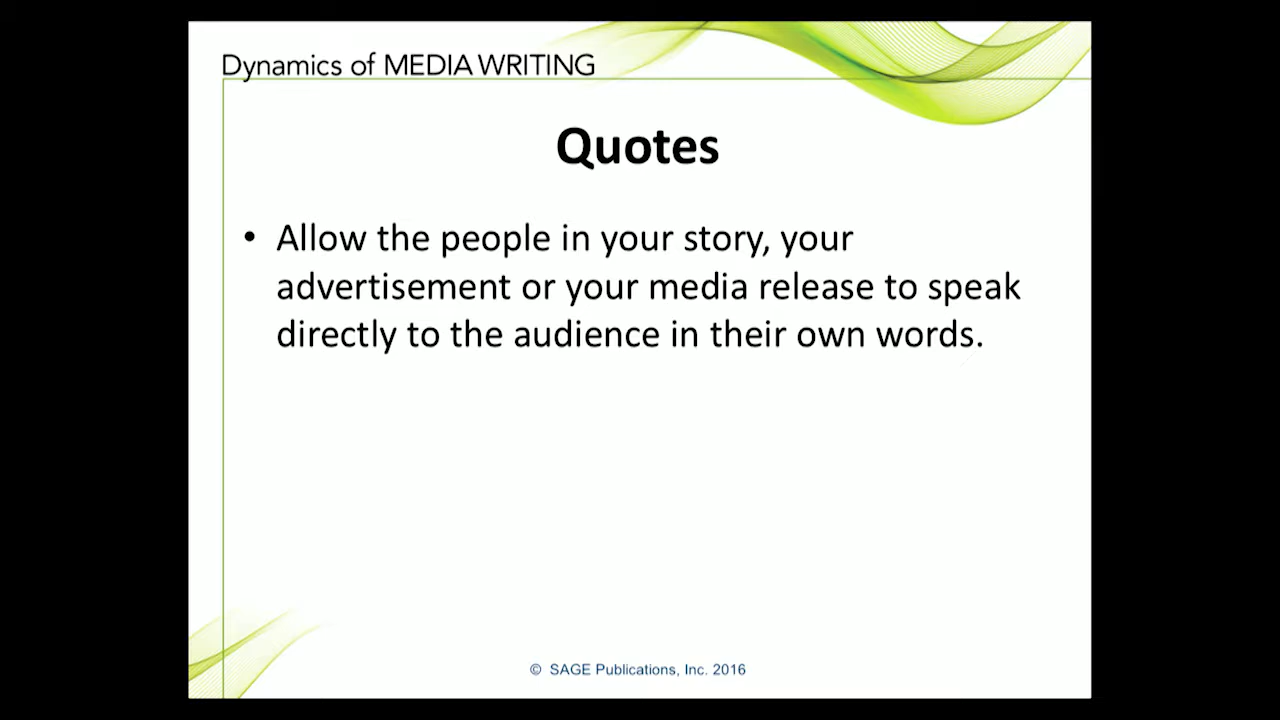 Dynamics of MEDIA WRITING
Quotes
• Allow the people in your story, your
advertisement or your media release to speak
directly to the audience in their own words.
© SAGE Publications, Inc. 2016